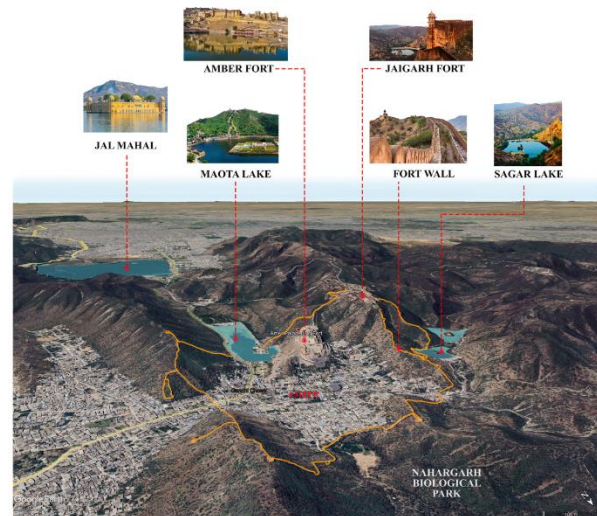 AMBER FORT
JAIGARH FORT
JAL MAHAL
MAOTA LAKE
FORT WALL
SAGAR LAKE
NAHARGARH
BIOLOGICAL
PARK
Google Earth